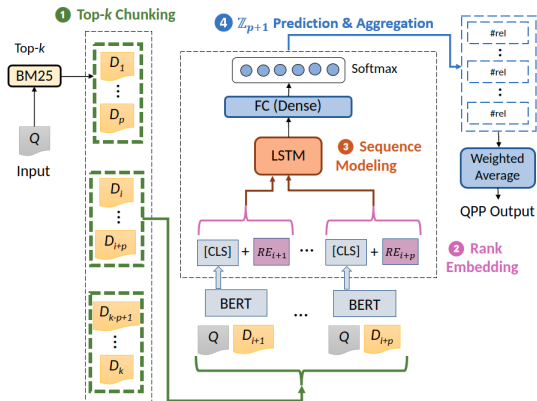 1 Top-k Chunking
4 ℤp+1 Prediction & Aggregation
Top-k
BM25
Q
Input
D1
Dp
Di
Di+p
Dk-p+1
Dk
Softmax
FC (Dense)
LSTM
3 Sequence
Modeling
[CLS] + REi+1 ... [CLS] + REi+p
2 Rank
Embedding
BERT ... BERT
Q Di+1 Q Di+p
#rel
#rel
#rel
Weighted
Average
QPP Output